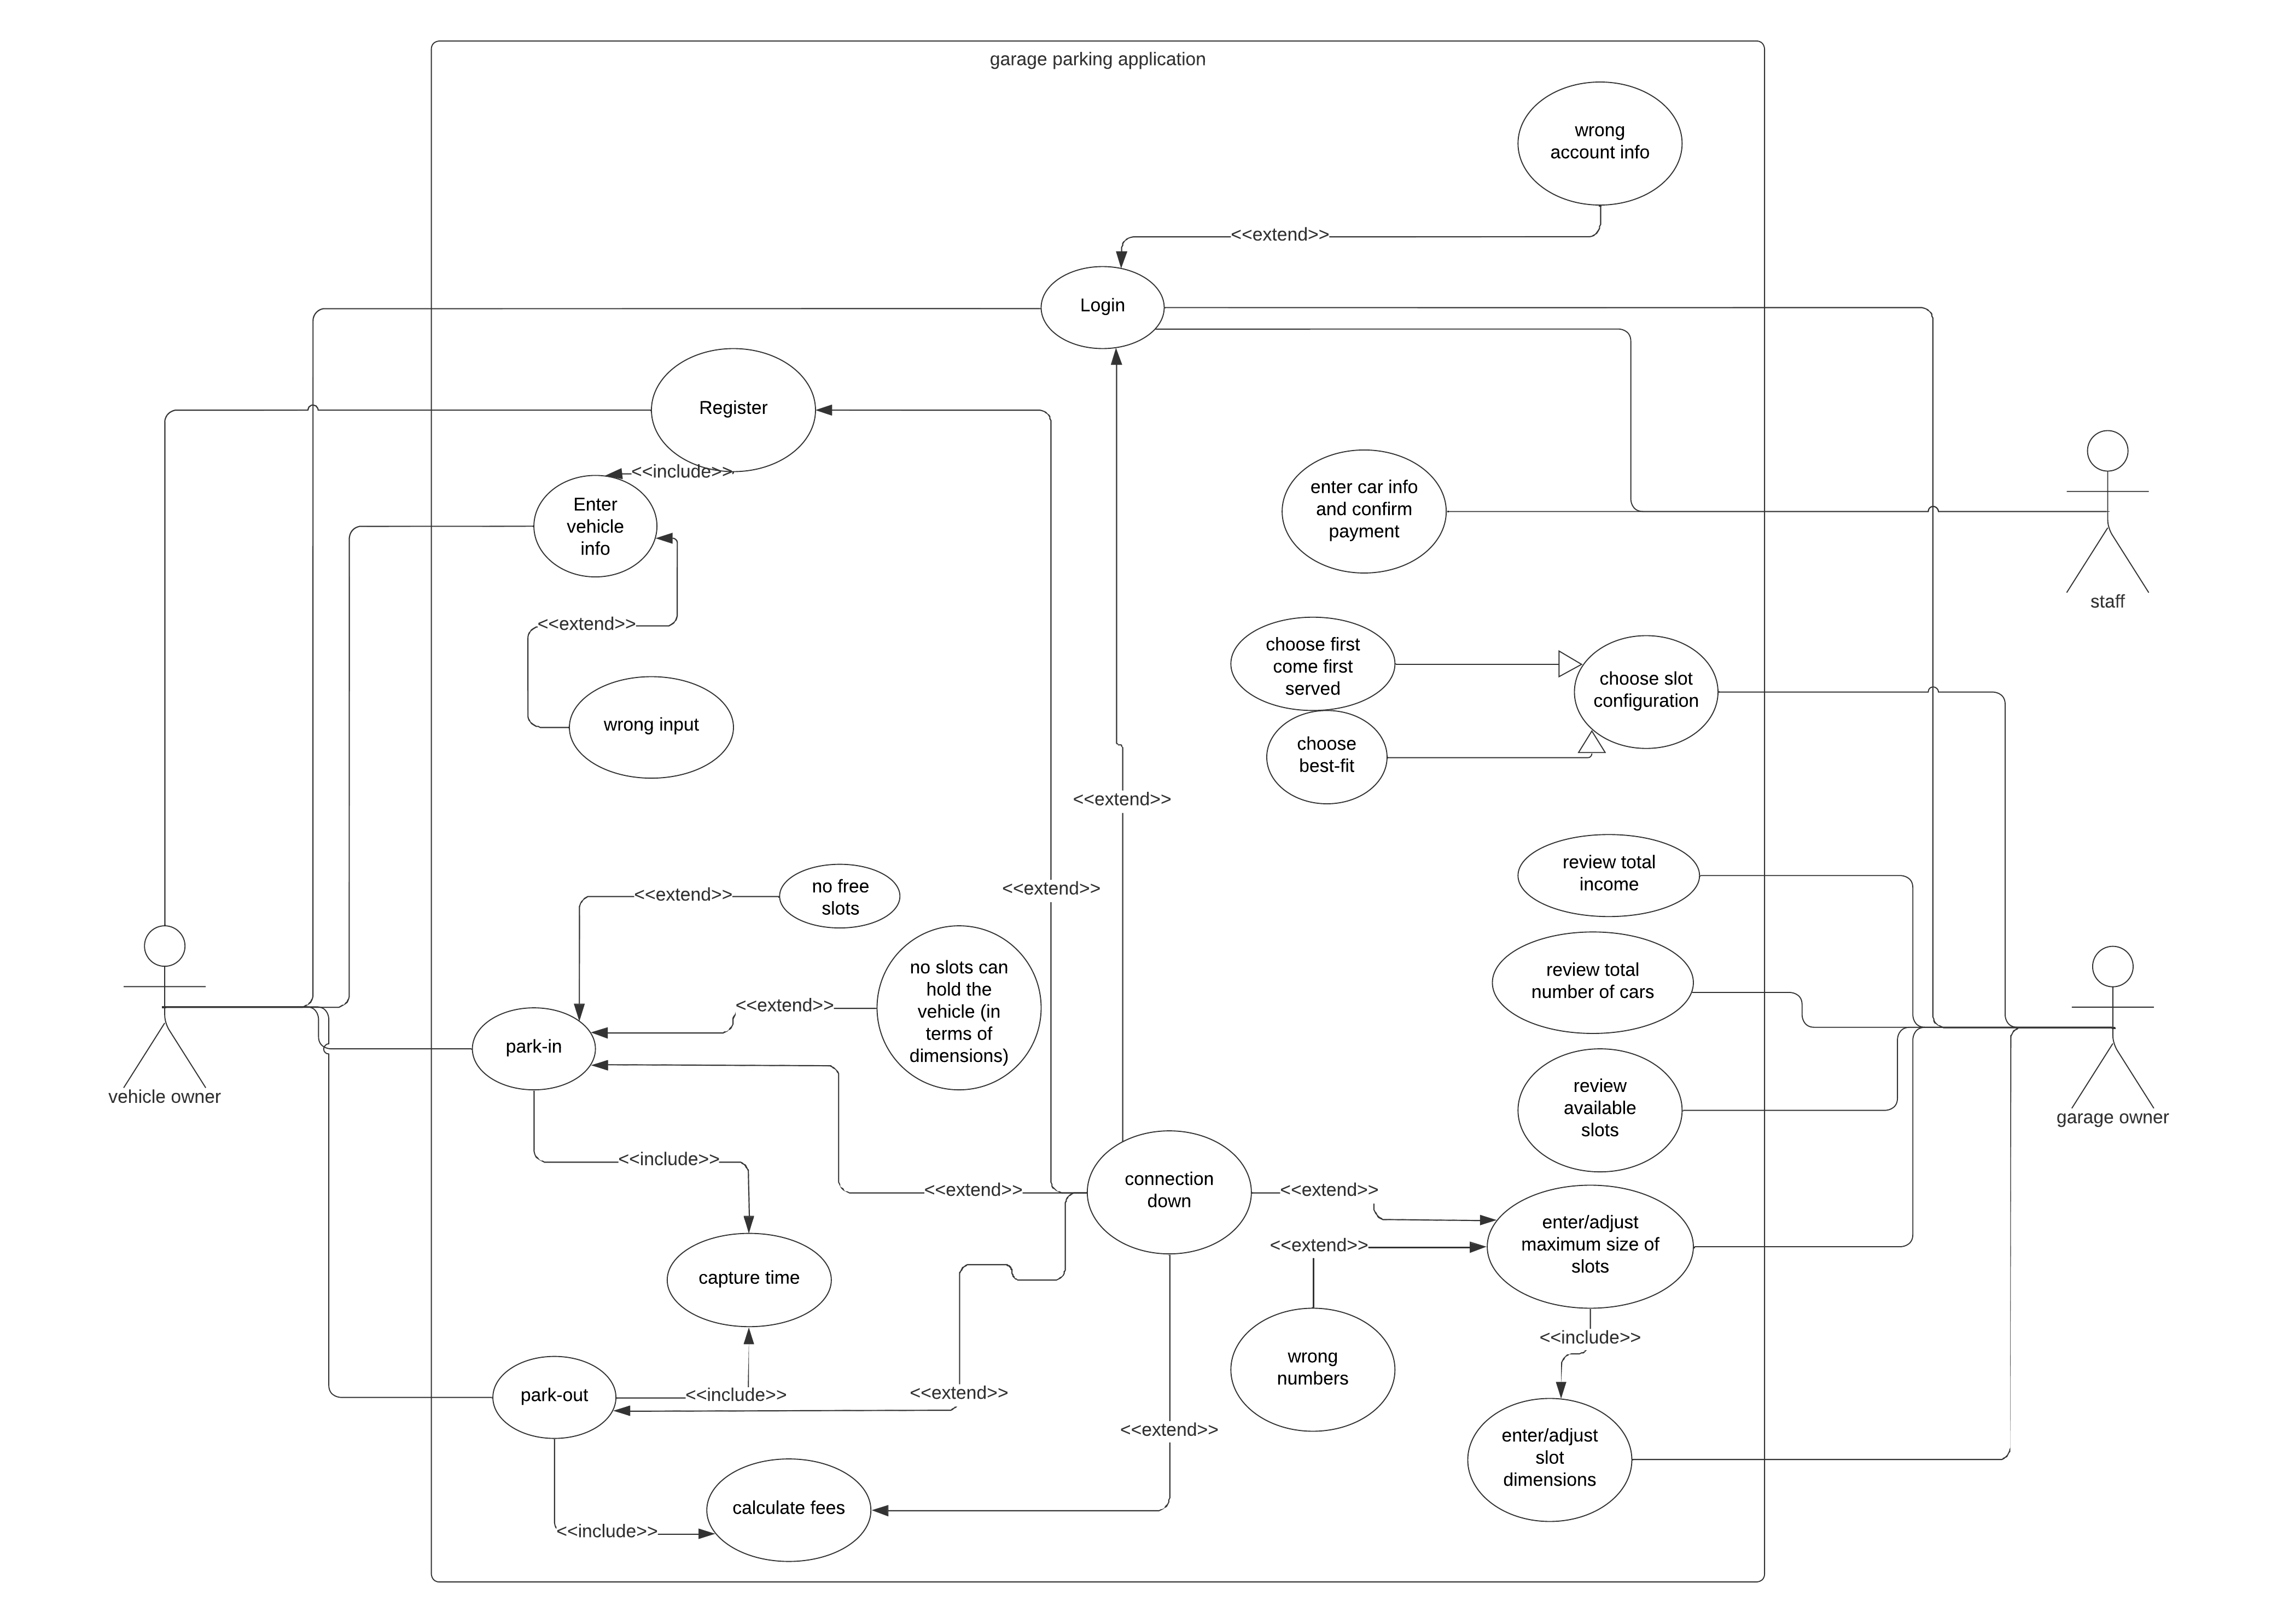 garage parking application
wrong
account info
<<extend>>
Login
Register
<<include>>
Enter
vehicle
info
enter car info
and confirm
payment
staff
<<extend>>
choose first
come first
served
choose slot
configuration
wrong input
choose
best-fit
<<extend>>
review total
income
no free
slots
<<extend>>
<<extend>>
no slots can
hold the
vehicle (in
terms of
dimensions)
<<extend>>
review total
number of cars
park-in
vehicle owner
review
available
slots
garage owner
<<include>>
connection
down
<<extend>>
<<extend>>
enter/adjust
maximum size of
slots
<<extend>>
capture time
<<include>>
wrong
numbers
park-out
<<include>>
<<extend>>
<<extend>>
enter/adjust
slot
dimensions
calculate fees
<<include>>